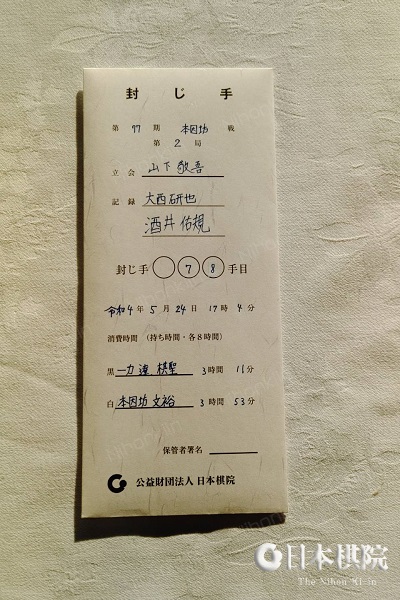 封じ手
第77期 本因坊 戦
第2局
立会 山下敬吾
記録 大西研也
酒井佑規
封じ手 ○78手目
令和4年5月24日17時4分
消費時間 (持ち時間・各8時間)
黒 一力遼 棋聖 3時間11分
白 本因坊文裕 3時間53分
保管者署名
公益財団法人 日本棋院
日本棋院
The Nihon Ki-in